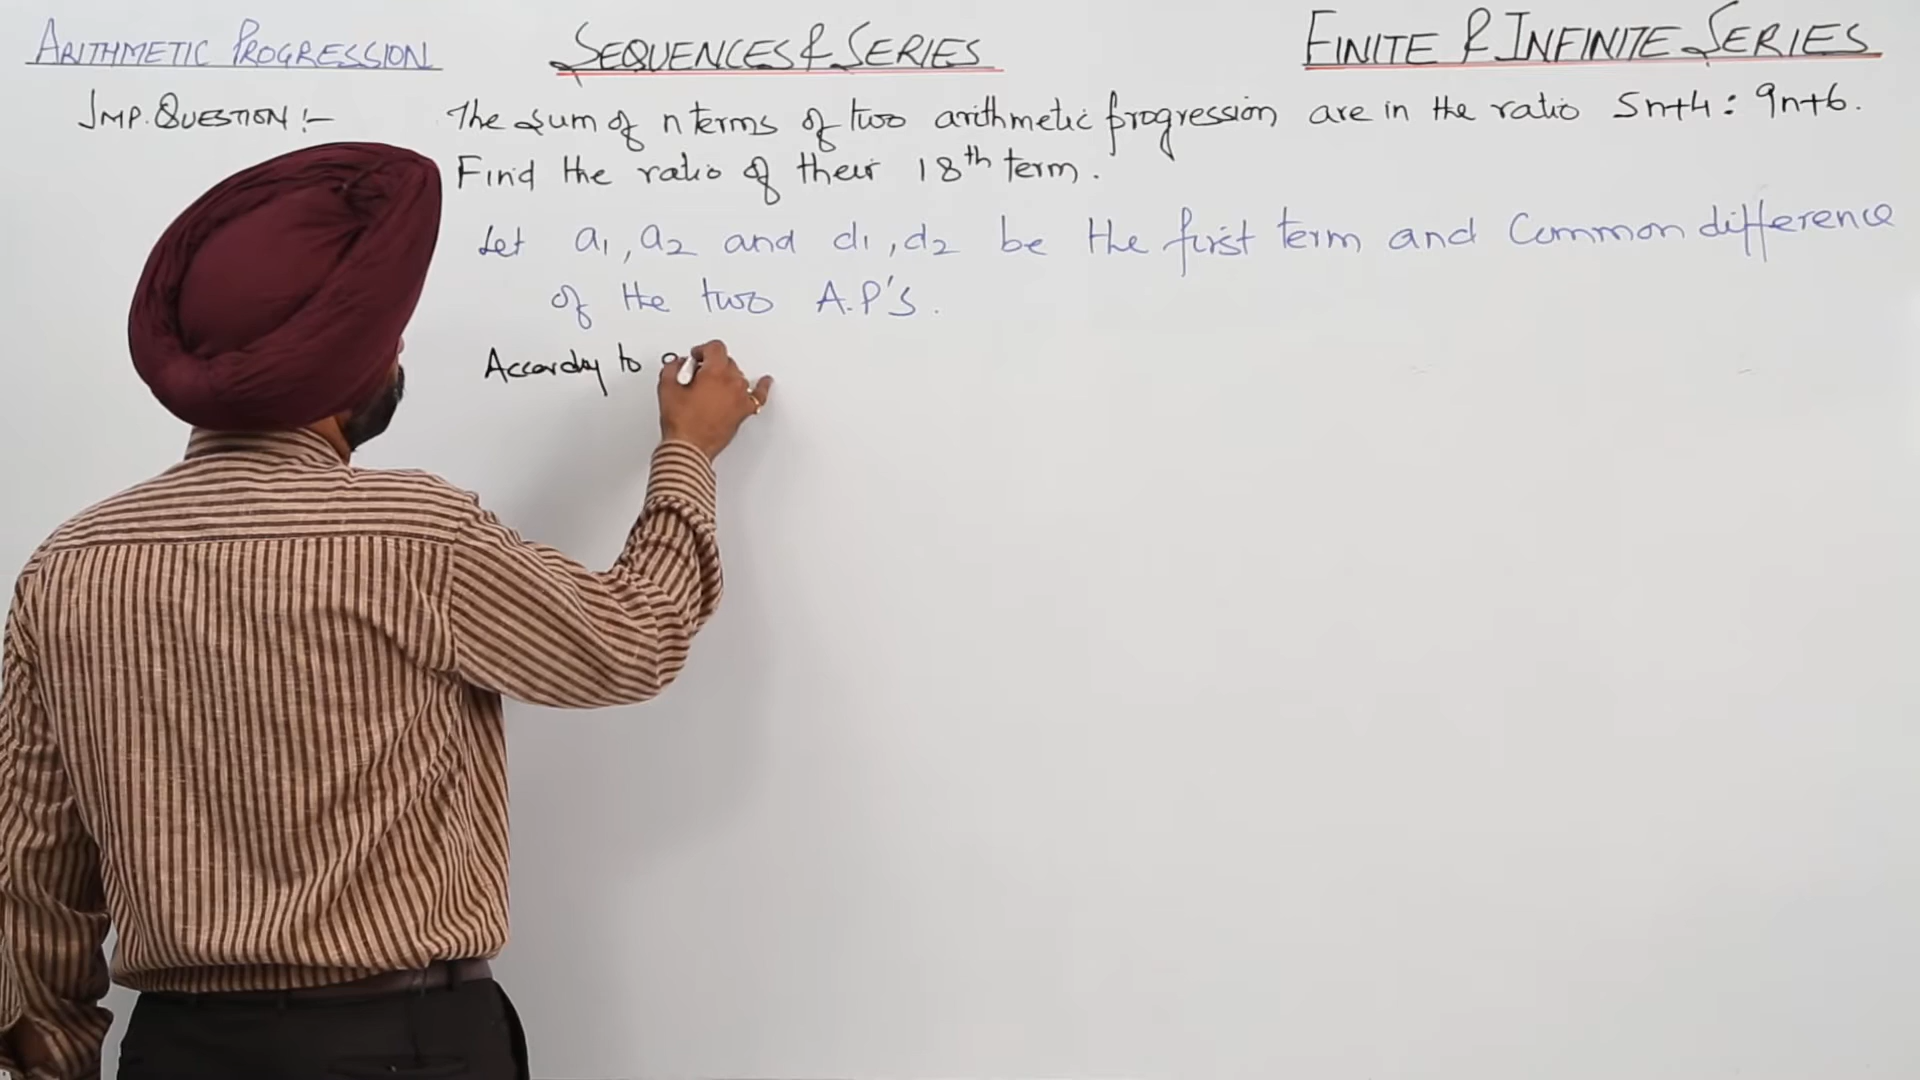 ARITHMETIC PROGRESSION
SEQUENCES & SERIES
FINITE & INFINITE SERIES
IMP. QUESTION :-
The sum of n terms of two arithmetic progression are in the ratio 5n+4 : 9n+6.
Find the ratio of their 18th term.
Let a1, a2 and d1, d2 be the first term and Common difference
of the two A.P's.
According to